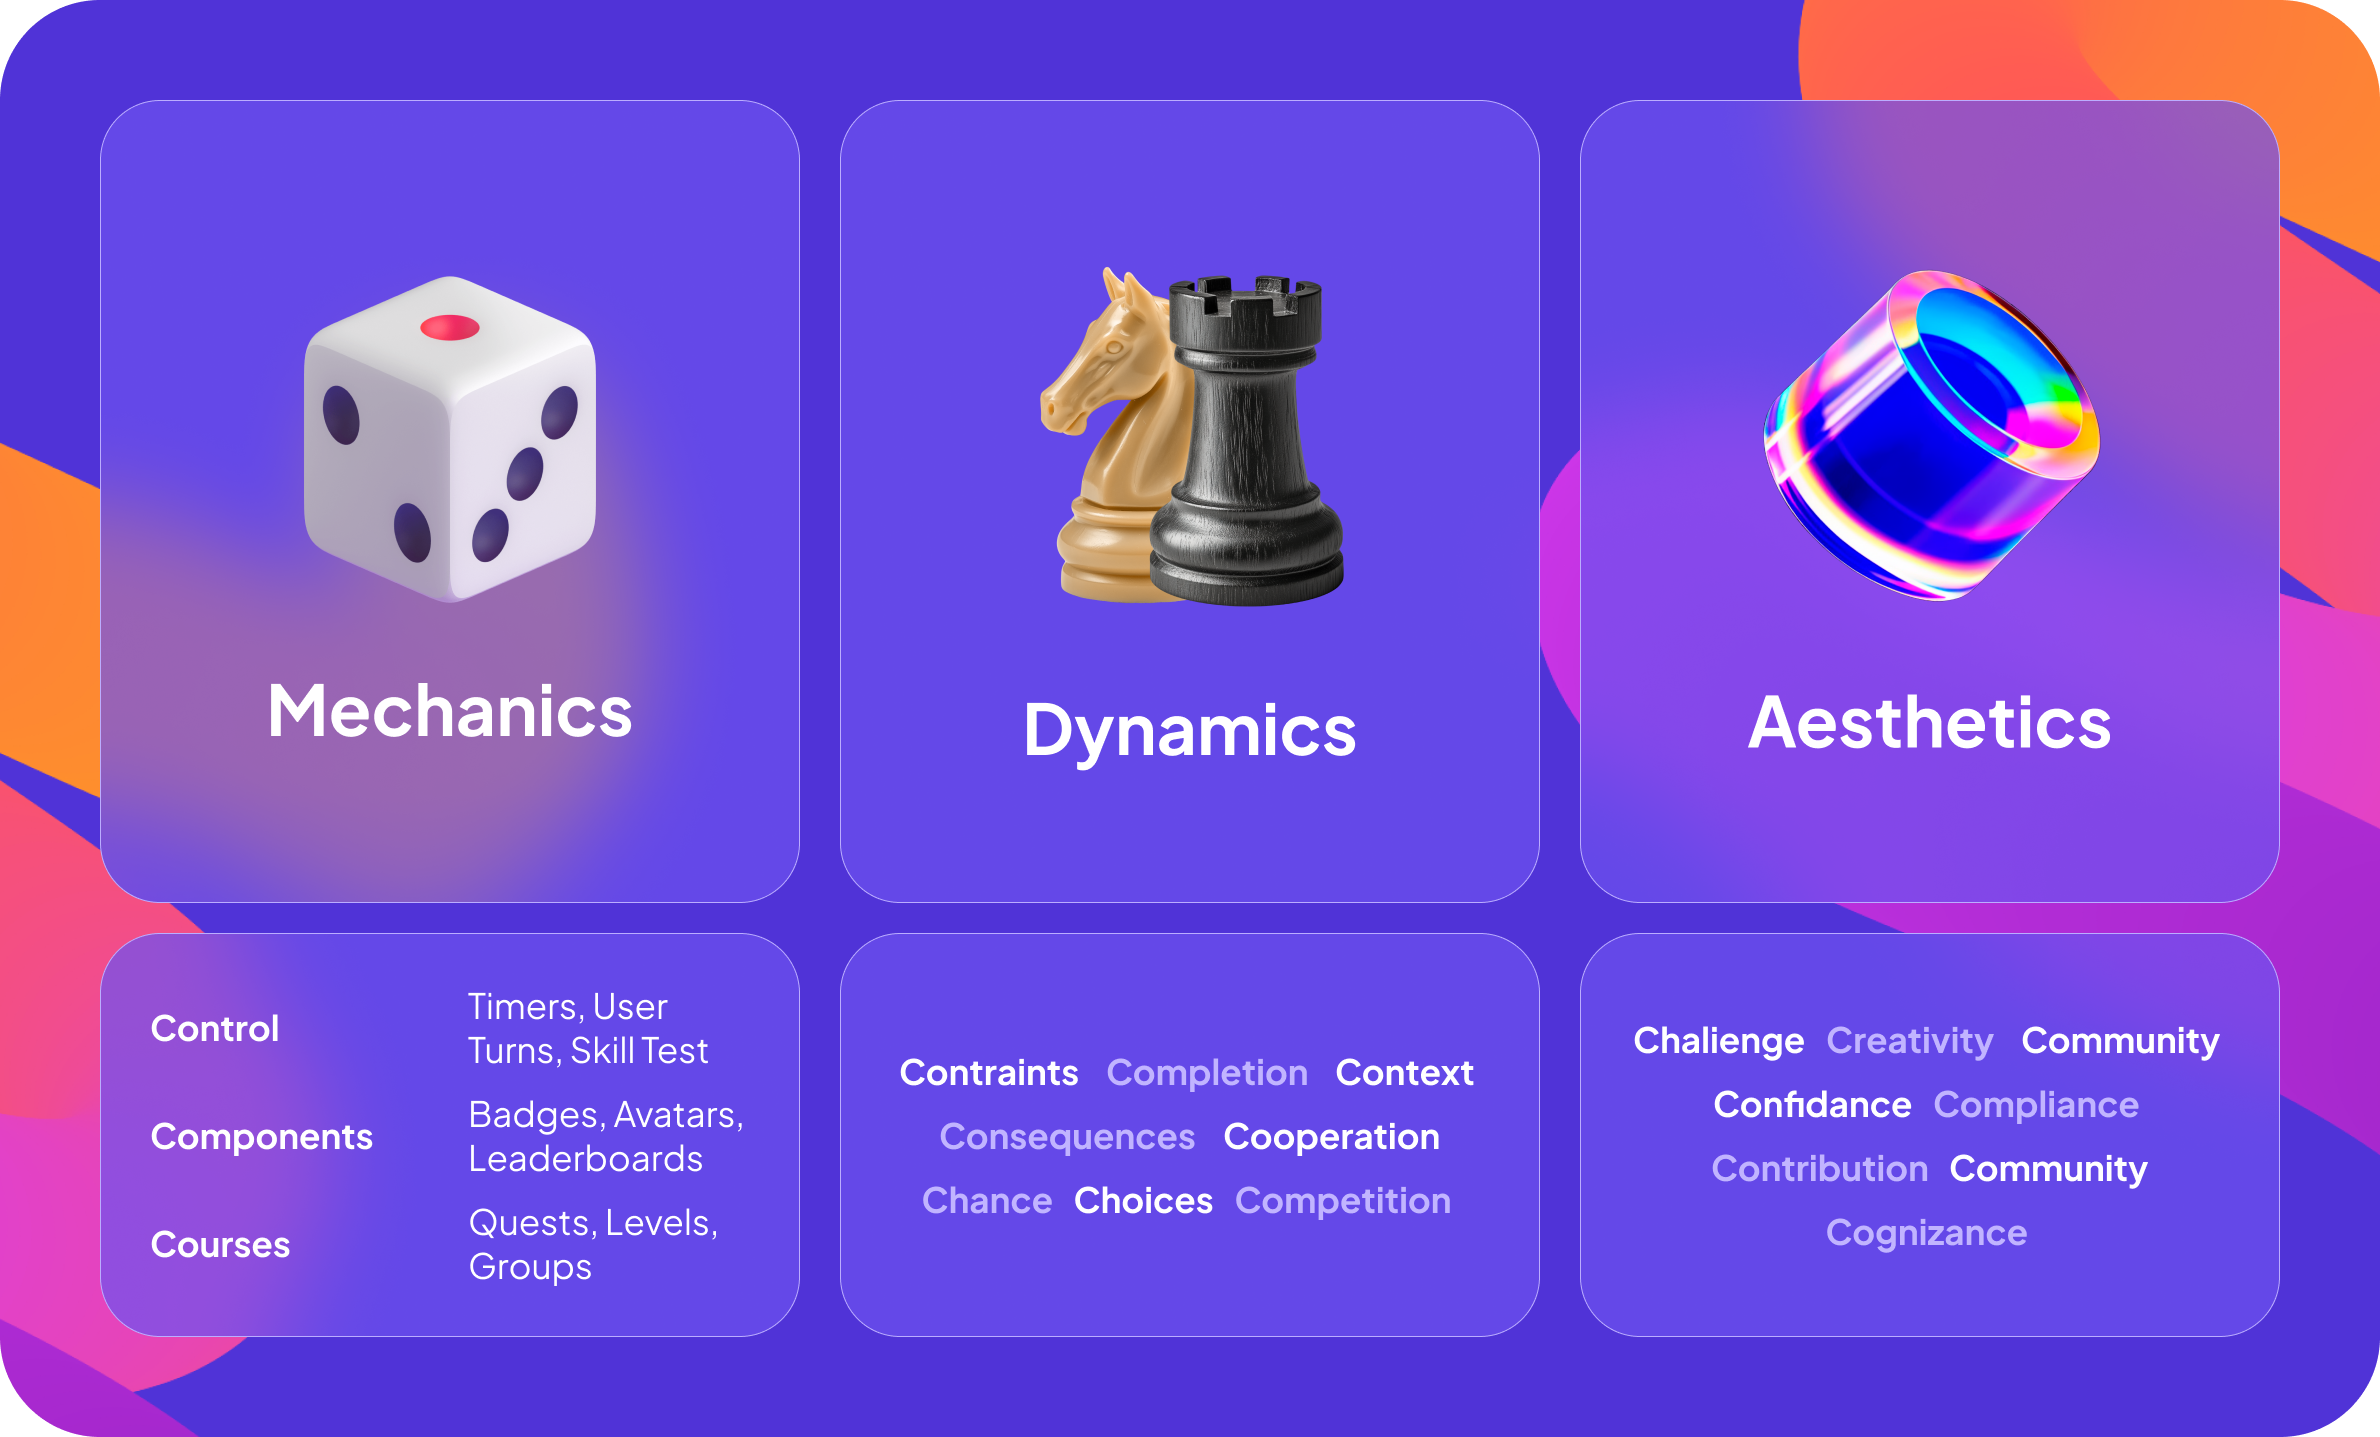 Mechanics
Dynamics
Aesthetics
Control
Timers, User
Turns, Skill Test
Components
Badges, Avatars,
Leaderboards
Courses
Quests, Levels,
Groups
Contraints Completion Context
Consequences Cooperation
Chance Choices Competition
Chalienge Creativity Community
Confidance Compliance
Contribution Community
Cognizance